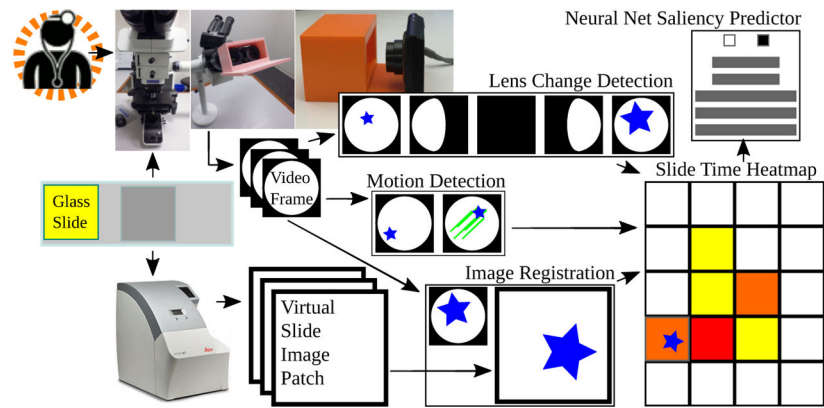 Neural Net Saliency Predictor
Lens Change Detection
Video
Frame
Motion Detection
Slide Time Heatmap
Glass
Slide
Image Registration
Virtual
Slide
Image
Patch